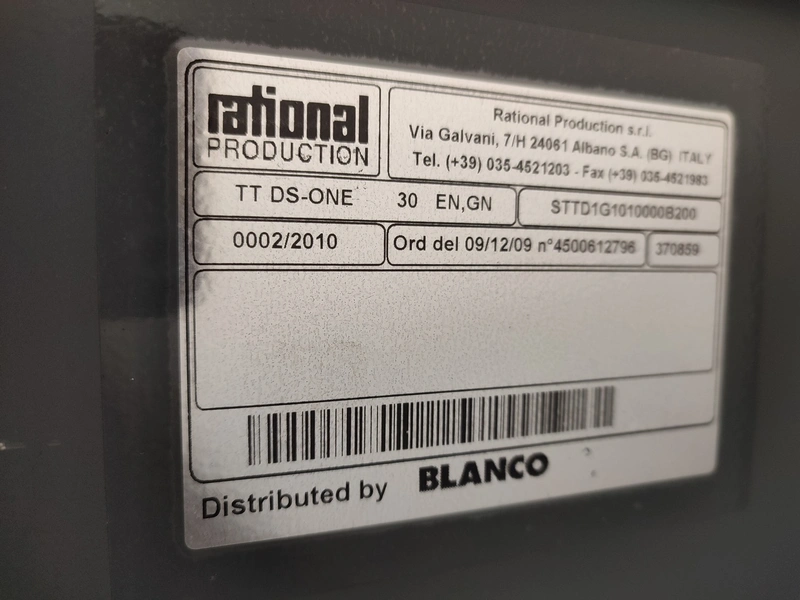 rational
PRODUCTION
Rational Production s.r.l.
Via Galvani, 7/H 24061 Albano S.A. (BG) ITALY
Tel. (+39) 035-4521203 - Fax (+39) 035-4521983
TT DS-ONE 30 EN,GN
STTD1G1010000B200
0002/2010
Ord del 09/12/09 n°4500612796
370859
Distributed by BLANCO